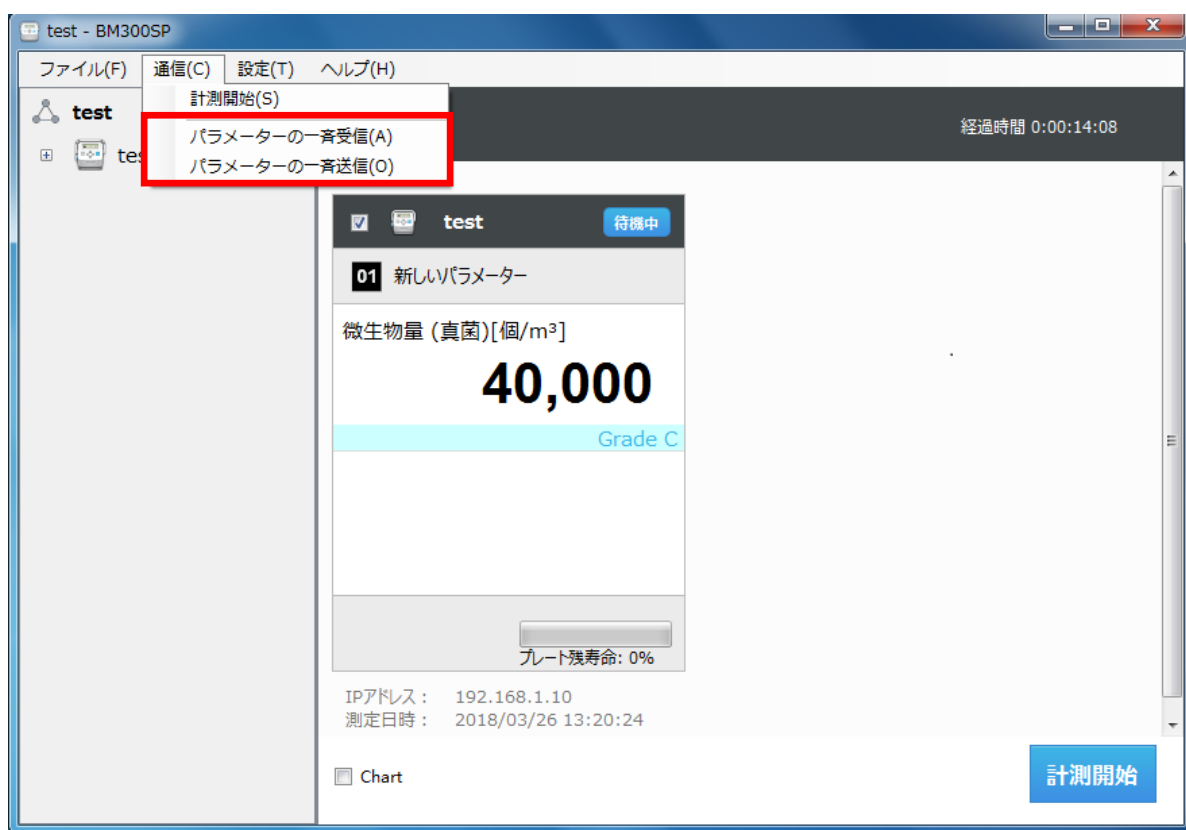 test - BM300SP
ファイル(F) 通信(C) 設定(T) ヘルプ(H)
計測開始(S)
パラメーターの一斉受信(A)
パラメーターの一斉送信(O)
test
tes
経過時間 0:00:14:08
test 待機中
01 新しいパラメーター
微生物量 (真菌)[個/m³]
40,000
Grade C
プレート残寿命: 0%
IPアドレス : 192.168.1.10
測定日時 : 2018/03/26 13:20:24
Chart
計測開始